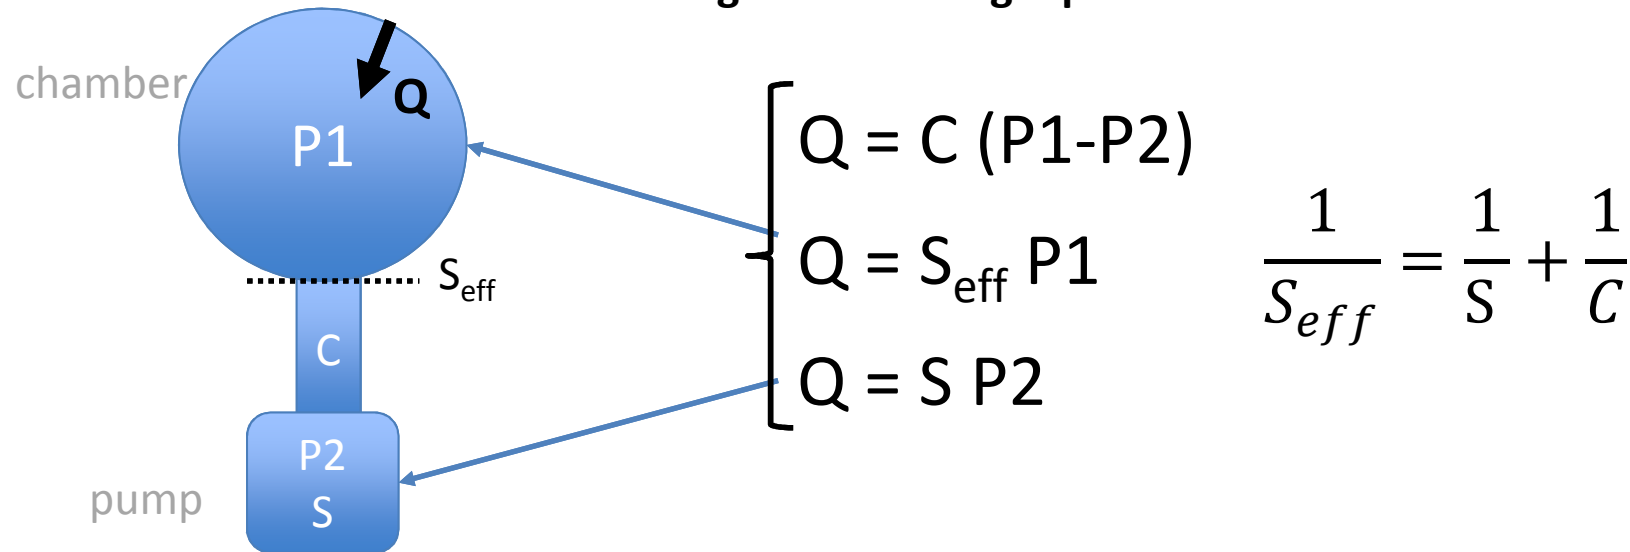 chamber
Q
P1
S_eff
C
P2
S
pump
Q = C (P1-P2)
Q = S_eff P1
Q = S P2
1/S_eff = 1/S + 1/C